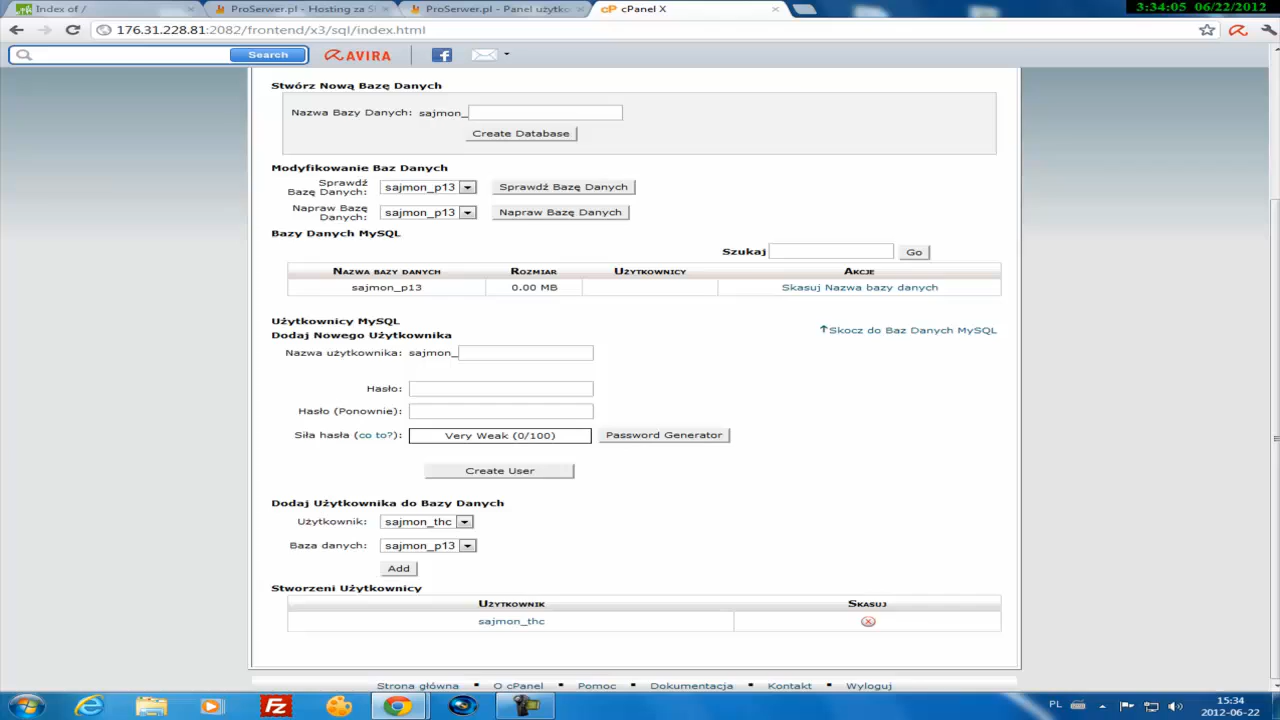 3:34:05 06/22/2012
Index of /
ProSerwer.pl - Hosting za S
ProSerwer.pl - Panel użytko
cPanel X
176.31.228.81:2082/frontend/x3/sql/index.html
Search
AVIRA
Stwórz Nową Bazę Danych
Nazwa Bazy Danych: sajmon_
Create Database
Modyfikowanie Baz Danych
Sprawdź Bazę Danych: sajmon_p13 Sprawdź Bazę Danych
Napraw Bazę Danych: sajmon_p13 Napraw Bazę Danych
Bazy Danych MySQL
Szukaj Go
Nazwa bazy danych Rozmiar Użytkownicy Akcje
sajmon_p13 0.00 MB Skasuj Nazwa bazy danych
Użytkownicy MySQL
Skocz do Baz Danych MySQL
Dodaj Nowego Użytkownika
Nazwa użytkownika: sajmon_
Hasło:
Hasło (Ponownie):
Siła hasła (co to?): Very Weak (0/100) Password Generator
Create User
Dodaj Użytkownika do Bazy Danych
Użytkownik: sajmon_thc
Baza danych: sajmon_p13
Add
Stworzeni Użytkownicy
Użytkownik Skasuj
sajmon_thc
Strona główna O cPanel Pomoc Dokumentacja Kontakt Wyloguj
PL
15:34
2012-06-22